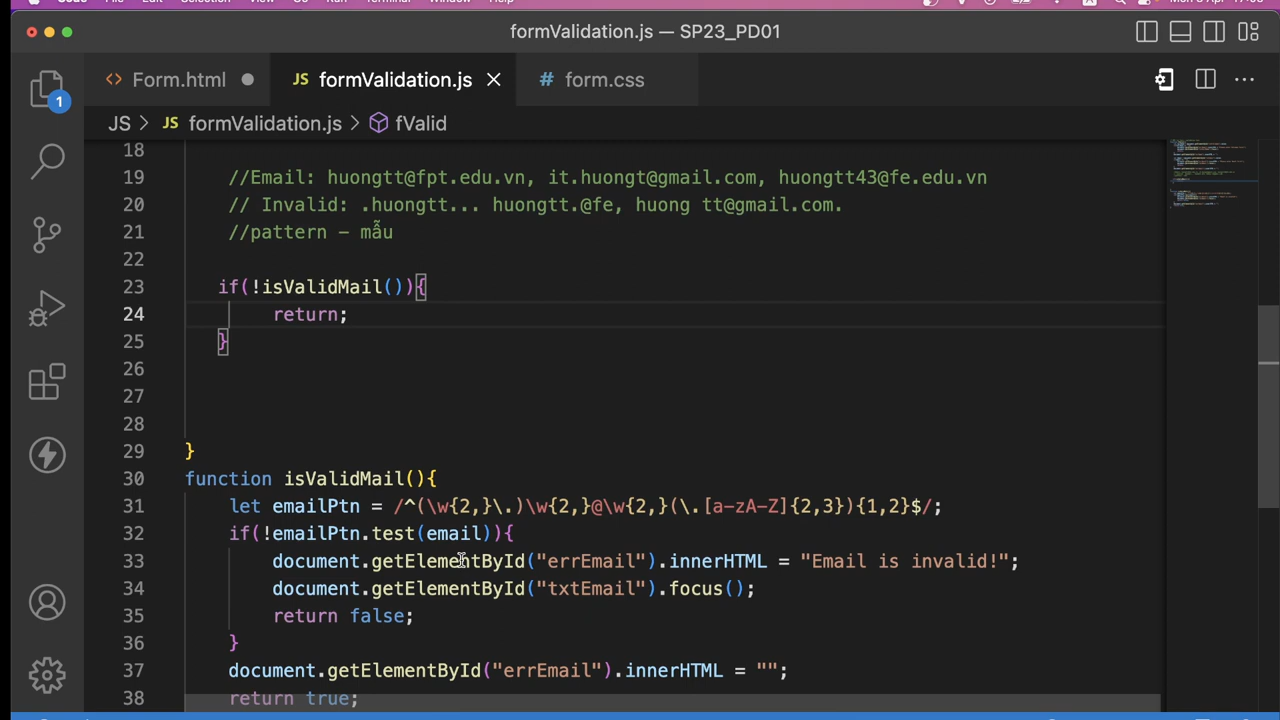 formValidation.js — SP23_PD01
Form.html
JS formValidation.js
# form.css
1
JS > JS formValidation.js > fValid
18
19 //Email: huongtt@fpt.edu.vn, it.huongt@gmail.com, huongtt43@fe.edu.vn
20 // Invalid: .huongtt... huongtt.@fe, huong tt@gmail.com.
21 //pattern - mẫu
22
23 if(!isValidMail()){
24 return;
25 }
26
27
28
29 }
30 function isValidMail(){
31 let emailPtn = /^(\w{2,}\.)\w{2,}@\w{2,}(\.[a-zA-Z]{2,3}){1,2}$/;
32 if(!emailPtn.test(email)){
33 document.getElementById("errEmail").innerHTML = "Email is invalid!";
34 document.getElementById("txtEmail").focus();
35 return false;
36 }
37 document.getElementById("errEmail").innerHTML = "";
38 return true;